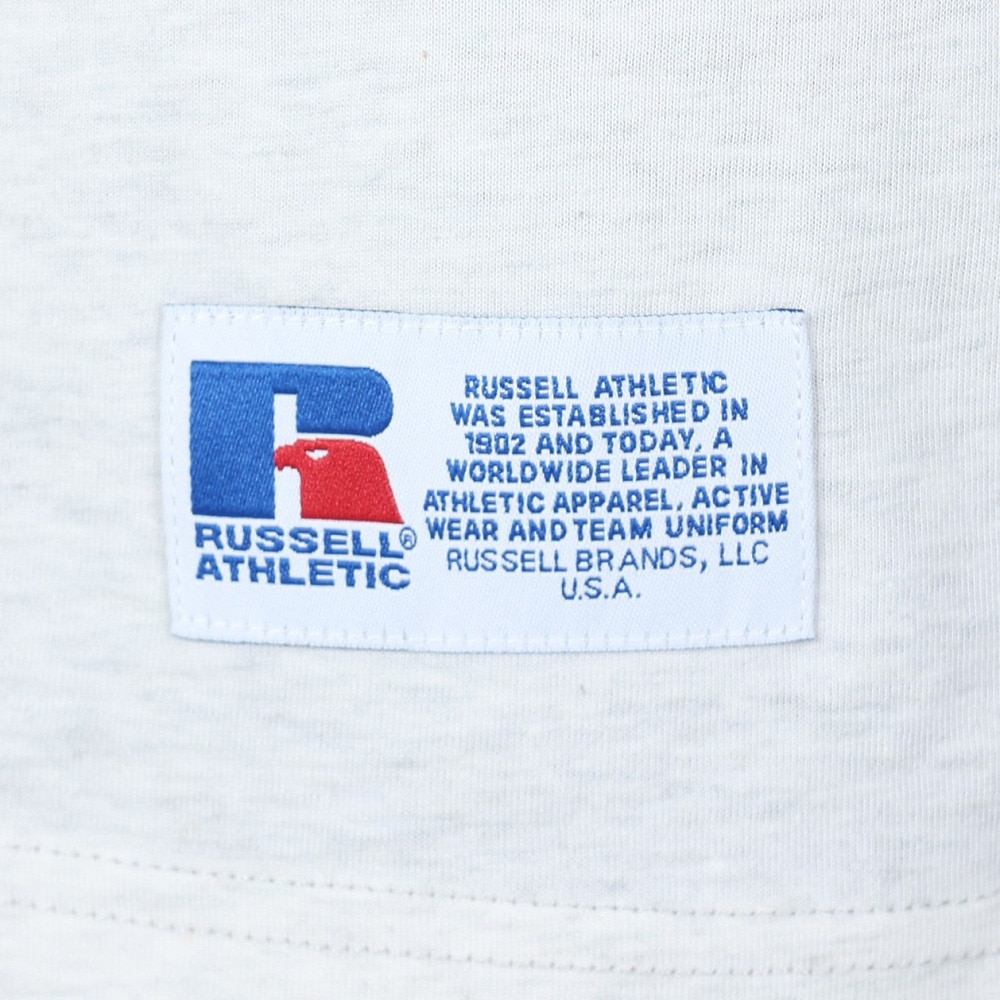 R
RUSSELL®
ATHLETIC
RUSSELL ATHLETIC
WAS ESTABLISHED IN
1902 AND TODAY, A
WORLDWIDE LEADER IN
ATHLETIC APPAREL, ACTIVE
WEAR AND TEAM UNIFORM
RUSSELL BRANDS, LLC
U.S.A.